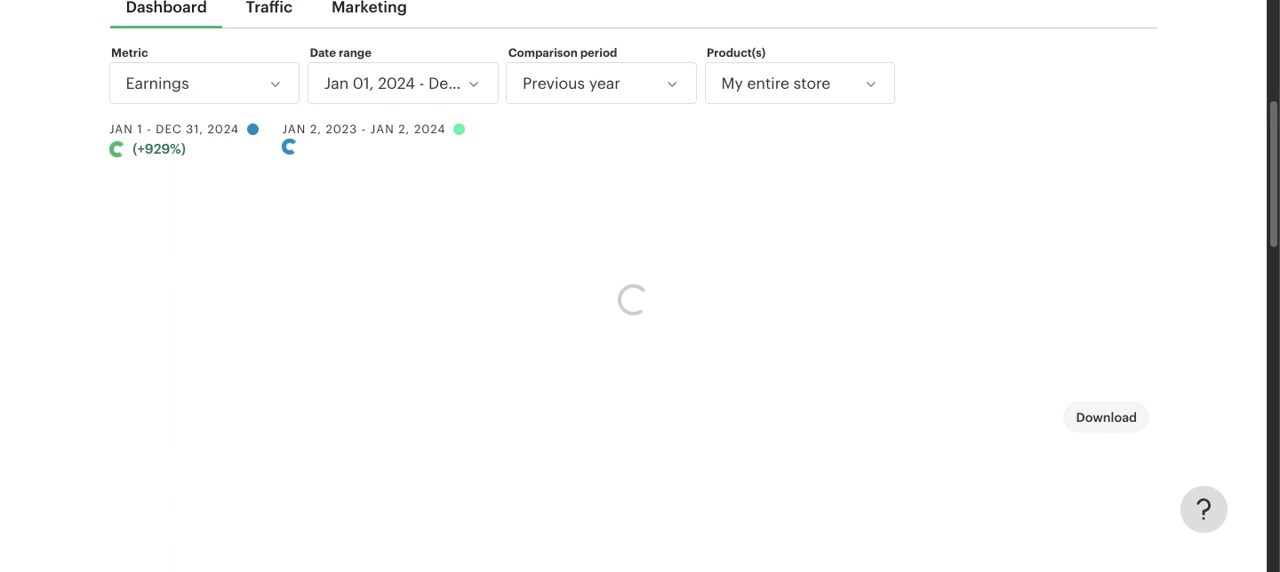 Dashboard Traffic Marketing
Metric Date range Comparison period Product(s)
Earnings Jan 01, 2024 - De... Previous year My entire store
JAN 1 - DEC 31, 2024 JAN 2, 2023 - JAN 2, 2024
(+929%)
Download
?